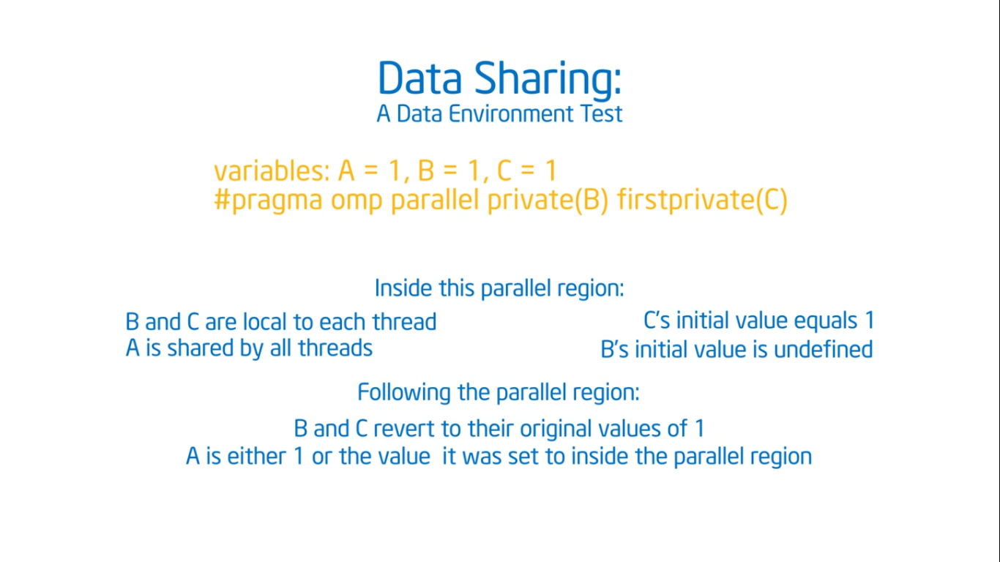 Data Sharing:
A Data Environment Test
variables: A = 1, B = 1, C = 1
#pragma omp parallel private(B) firstprivate(C)
Inside this parallel region:
B and C are local to each thread
A is shared by all threads
C's initial value equals 1
B's initial value is undefined
Following the parallel region:
B and C revert to their original values of 1
A is either 1 or the value it was set to inside the parallel region